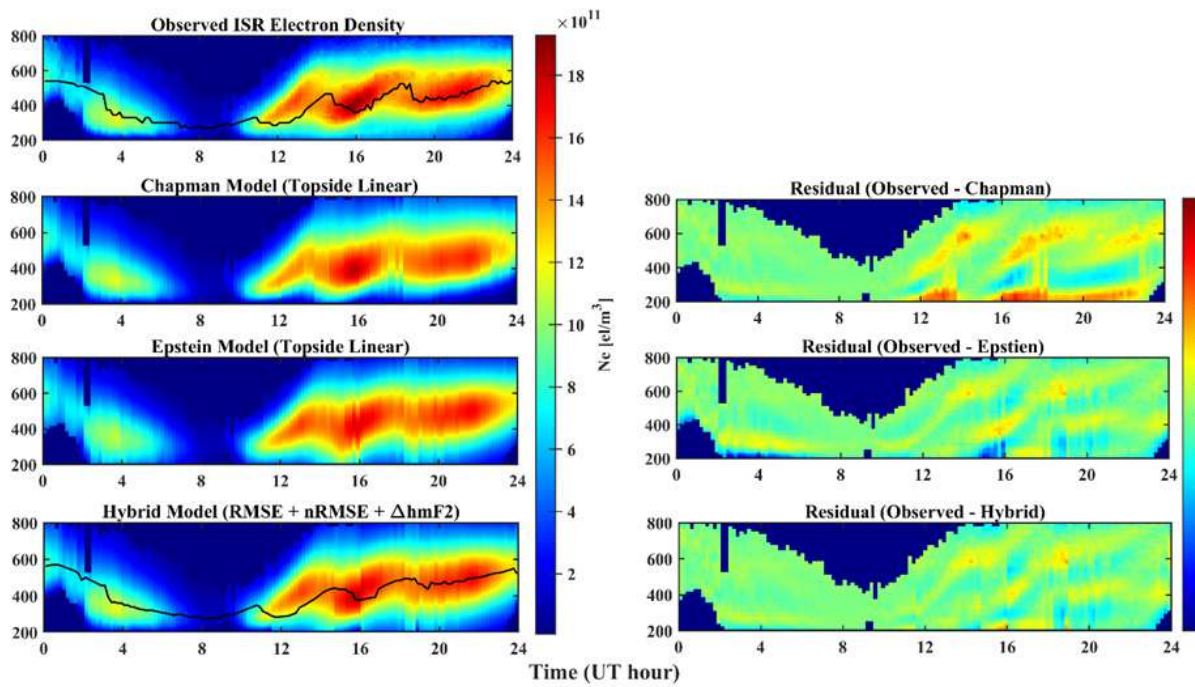 ×10¹¹
Observed ISR Electron Density
800
600
400
200
0 4 8 12 16 20 24
Chapman Model (Topside Linear)
800
600
400
200
0 4 8 12 16 20 24
Epstein Model (Topside Linear)
800
600
400
200
0 4 8 12 16 20 24
Hybrid Model (RMSE + nRMSE + ΔhmF2)
800
600
400
200
0 4 8 12 16 20 24
18
16
14
12
10
8
6
4
2
Ne [el/m³]
Residual (Observed - Chapman)
800
600
400
200
0 4 8 12 16 20 24
Residual (Observed - Epstien)
800
600
400
200
0 4 8 12 16 20 24
Residual (Observed - Hybrid)
800
600
400
200
0 4 8 12 16 20 24
Time (UT hour)